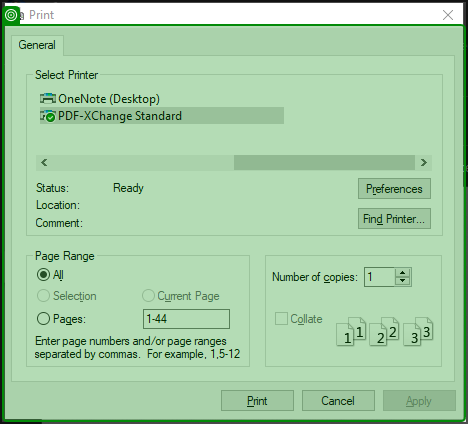 Print
General
Select Printer
OneNote (Desktop)
PDF-XChange Standard
Status: Ready
Preferences
Location:
Comment:
Find Printer...
Page Range
All
Selection Current Page
Pages: 1-44
Enter page numbers and/or page ranges
separated by commas. For example, 1,5-12
Number of copies: 1
Collate
1 1 2 2 3 3
Print Cancel Apply